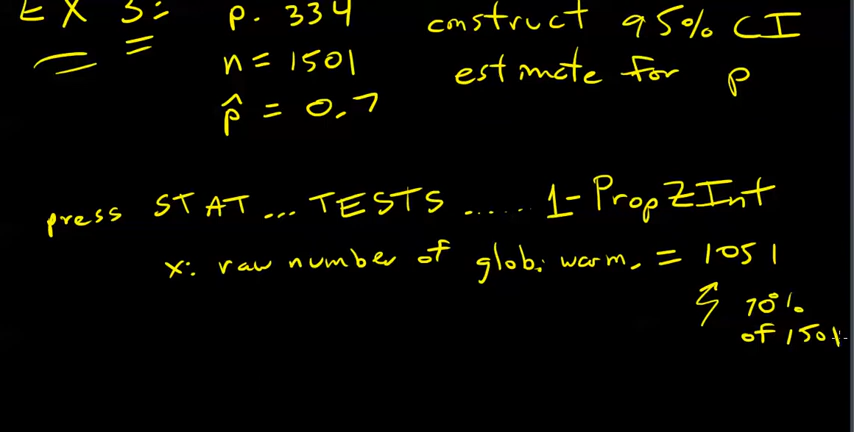 EX 3: p. 334 construct 95% CI
n = 1501 estimate for p
p̂ = 0.7
press STAT... TESTS ...... 1-PropZInt
x: raw number of glob. warm. = 1051
70%
of 1501